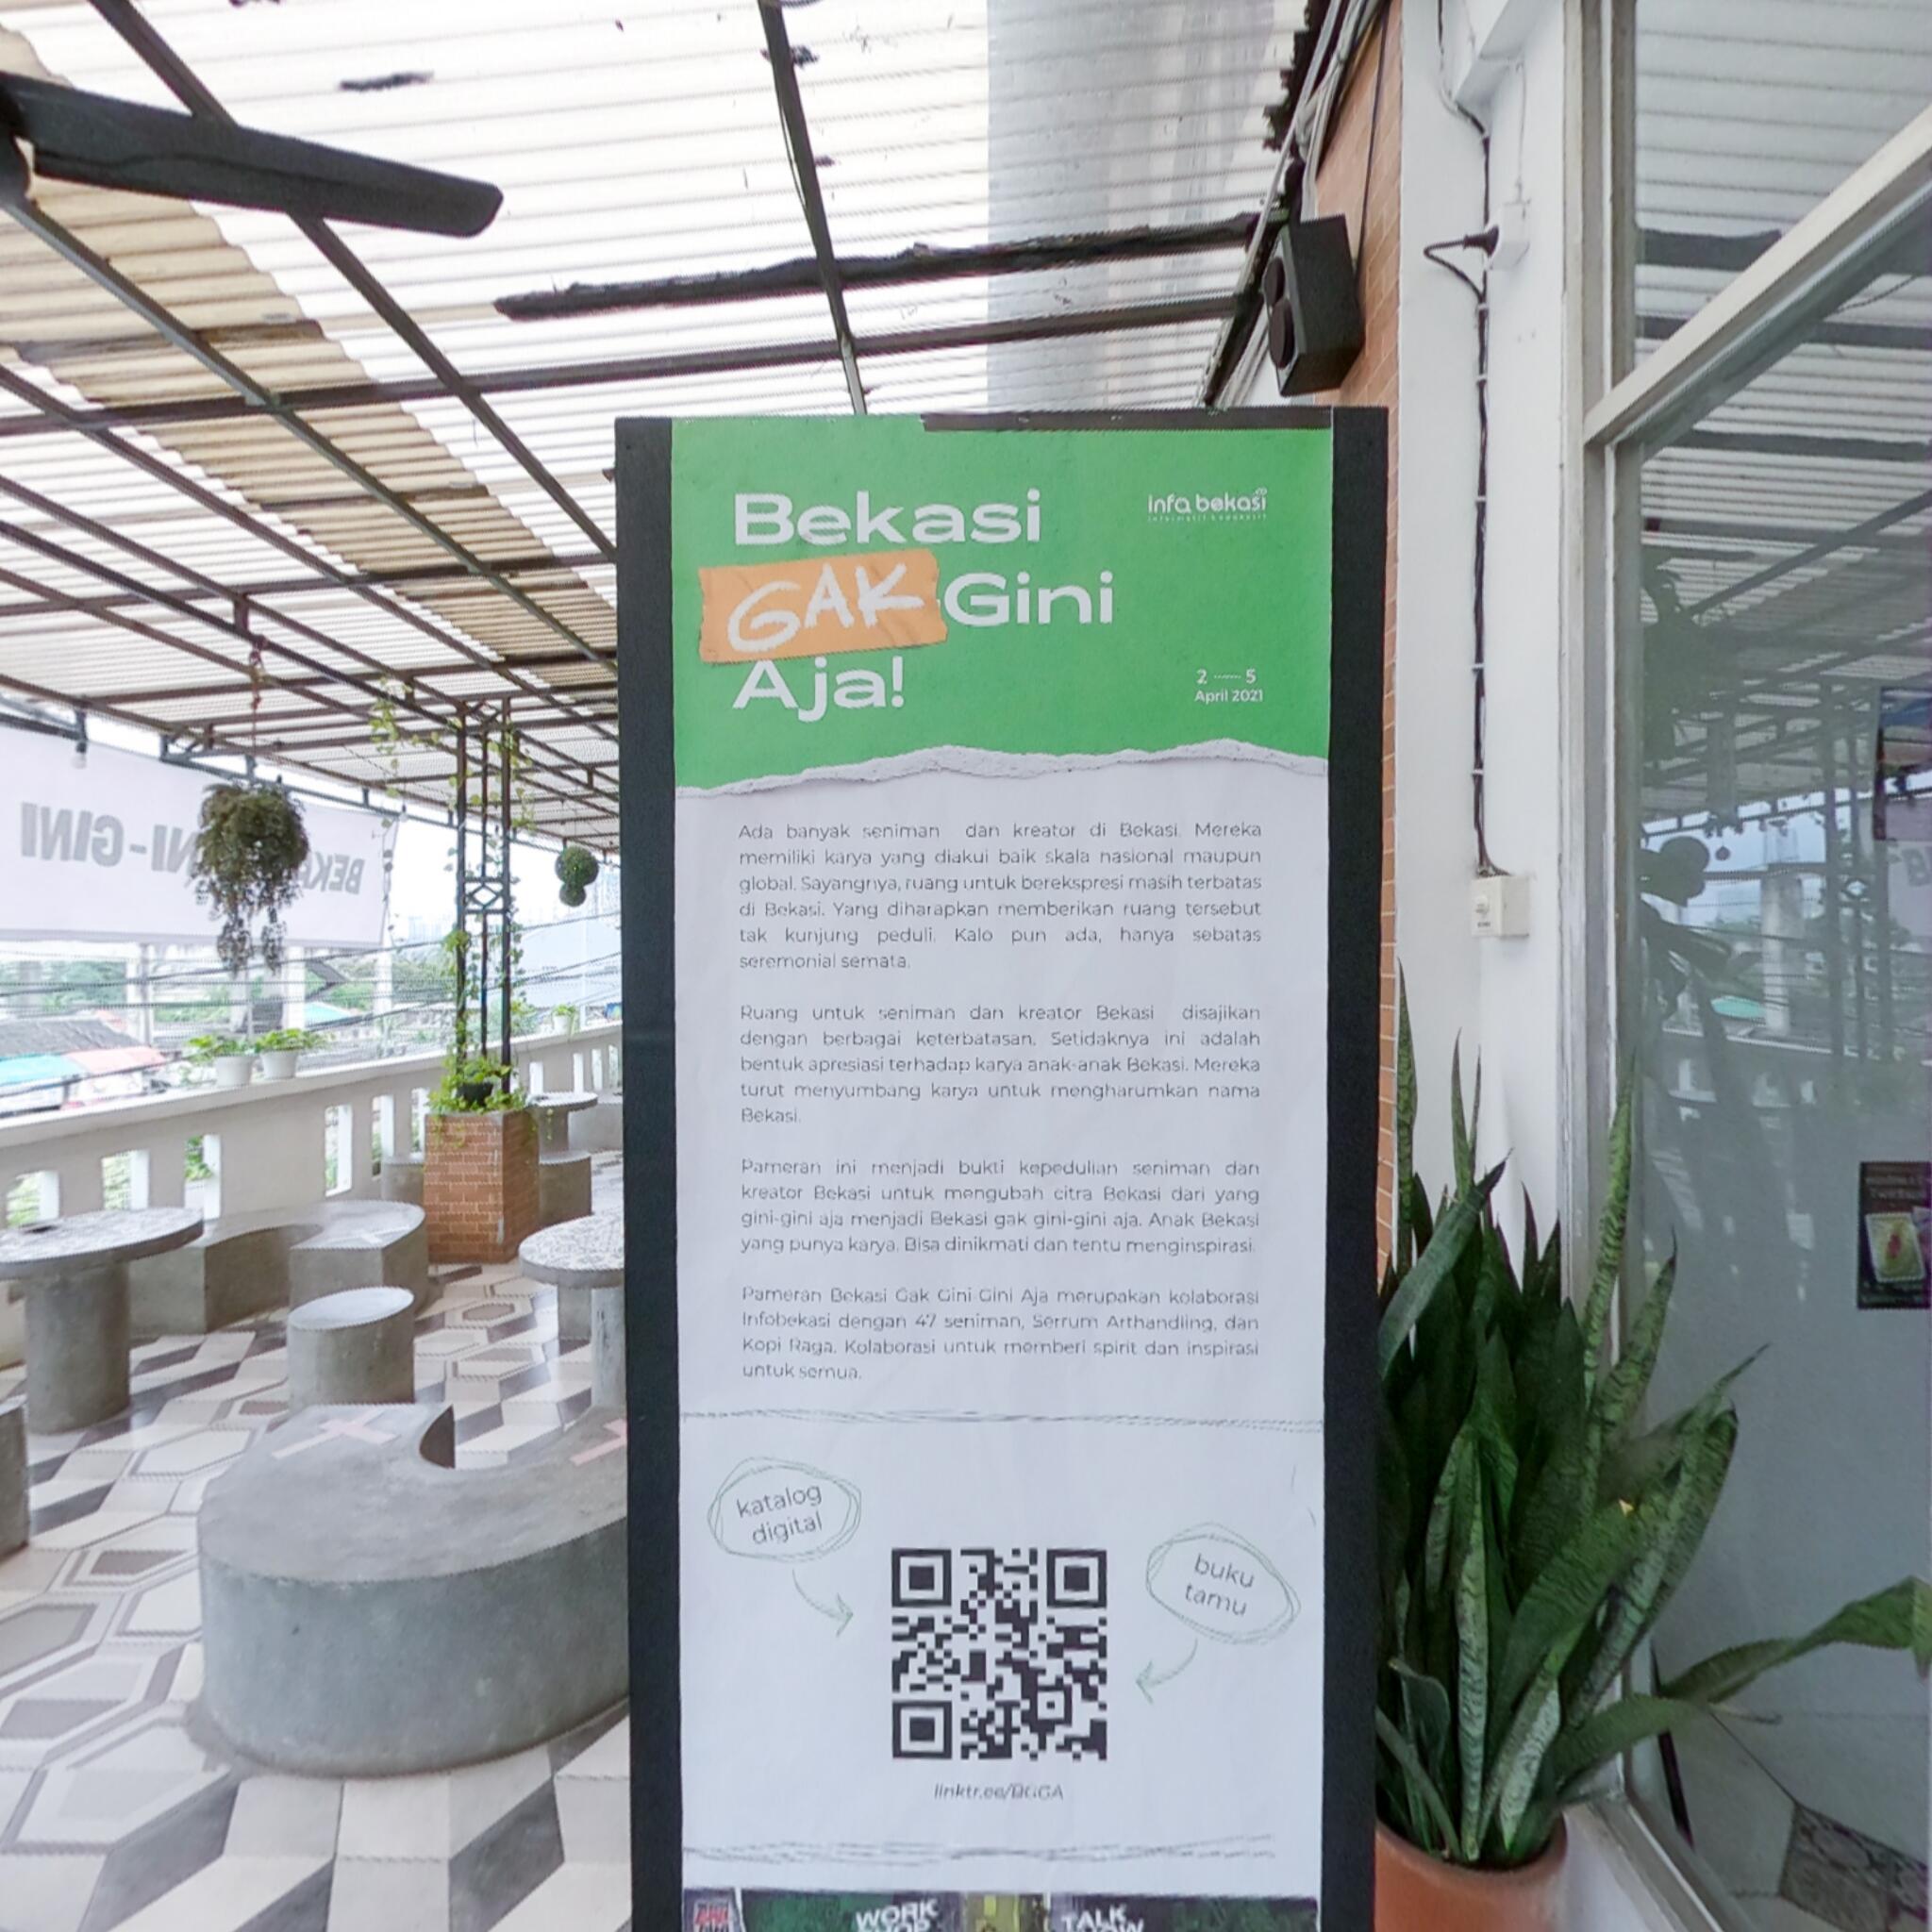 Bekasi
GAK Gini
Aja!
infobekasi
2 ---- 5
April 2021
Ada banyak seniman dan kreator di Bekasi. Mereka
memiliki karya yang diakui baik skala nasional maupun
global. Sayangnya, ruang untuk berekspresi masih terbatas
di Bekasi. Yang diharapkan memberikan ruang tersebut
tak kunjung peduli. Kalo pun ada, hanya sebatas
seremonial semata.
Ruang untuk seniman dan kreator Bekasi disajikan
dengan berbagai keterbatasan. Setidaknya ini adalah
bentuk apresiasi terhadap karya anak-anak Bekasi. Mereka
turut menyumbang karya untuk mengharumkan nama
Bekasi.
Pameran ini menjadi bukti kepedulian seniman dan
kreator Bekasi untuk mengubah citra Bekasi dari yang
gini-gini aja menjadi Bekasi gak gini-gini aja. Anak Bekasi
yang punya karya. Bisa dinikmati dan tentu menginspirasi.
Pameran Bekasi Gak Gini Gini Aja merupakan kolaborasi
Infobekasi dengan 47 seniman, Serrum Arthandling, dan
Kopi Raga. Kolaborasi untuk memberi spirit dan inspirasi
untuk semua.
katalog
digital
buku
tamu
linktr.ee/BGGA
WORK
TALK
GINI-GINI